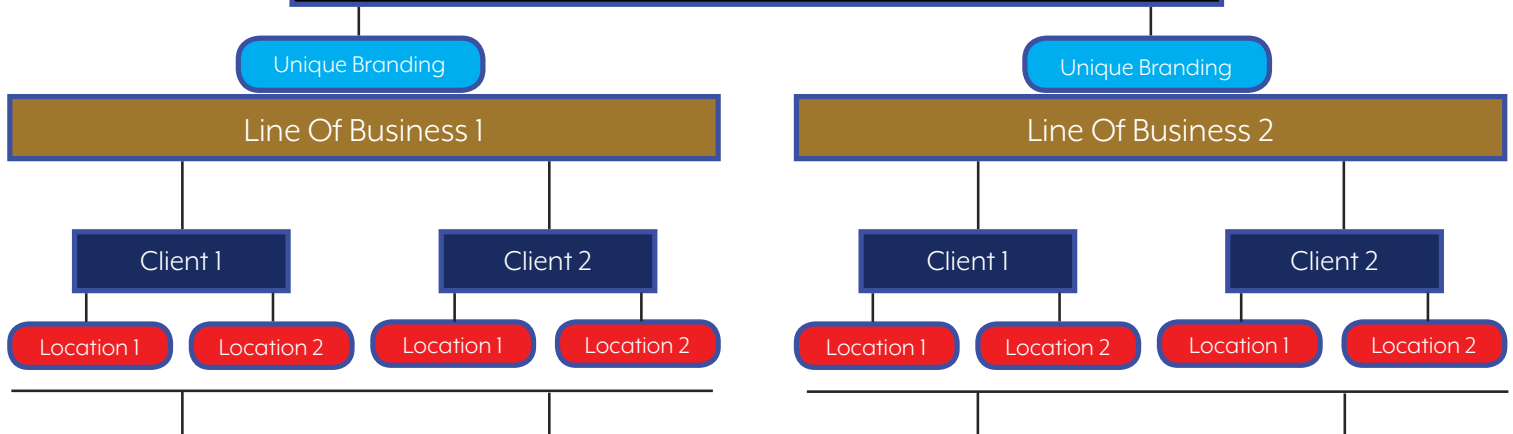 Unique Branding
Unique Branding
Line Of Business 1
Line Of Business 2
Client 1
Client 2
Client 1
Client 2
Location 1
Location 2
Location 1
Location 2
Location 1
Location 2
Location 1
Location 2